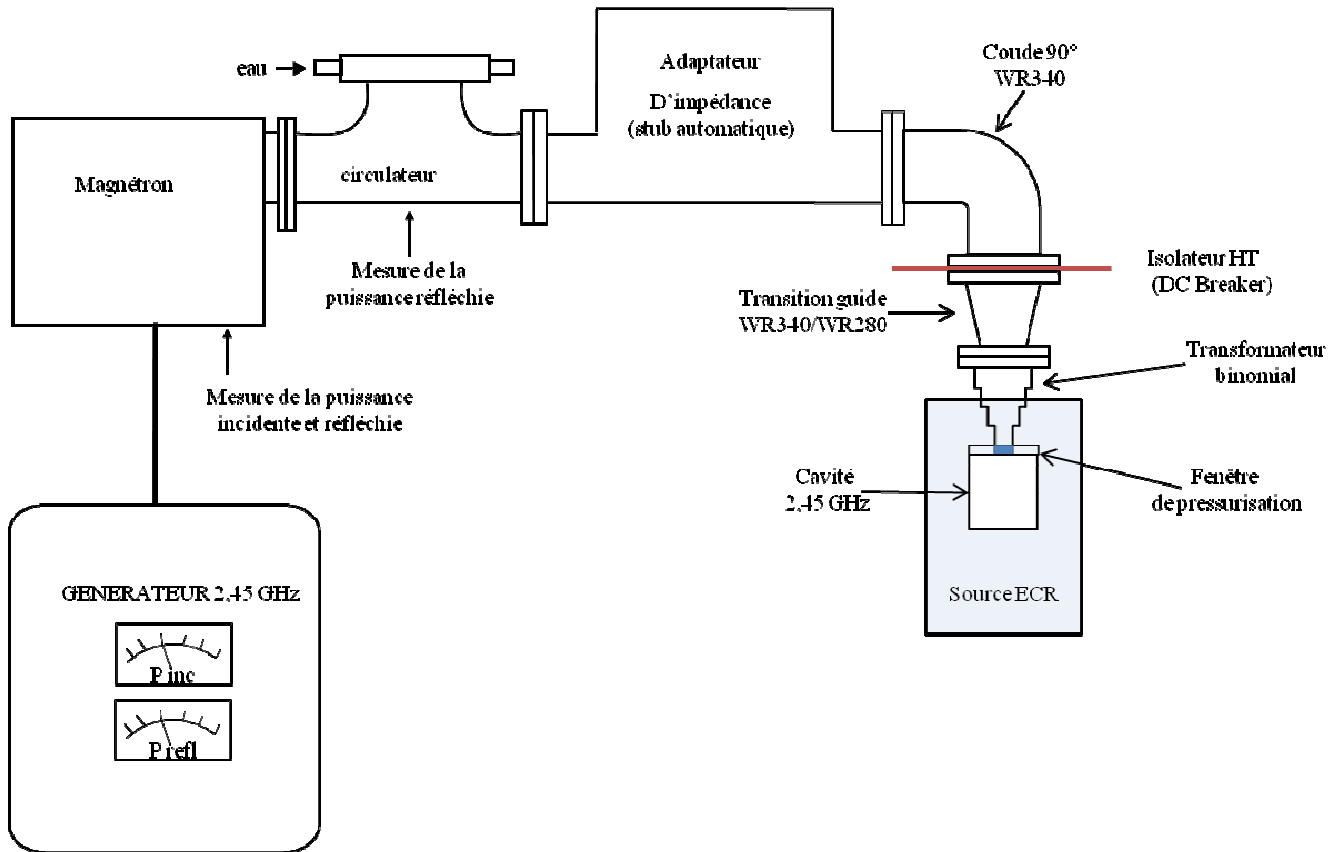 eau
Magnétron
circulateur
Mesure de la
puissance réfléchie
Mesure de la puissance
incidente et réfléchie
Adaptateur
D'impédance
(stub automatique)
Coude 90°
WR340
Isolateur HT
(DC Breaker)
Transition guide
WR340/WR280
Transformateur
binomial
Cavité
2,45 GHz
Fenêtre
de pressurisation
Source ECR
GENERATEUR 2,45 GHz
P inc
P refl